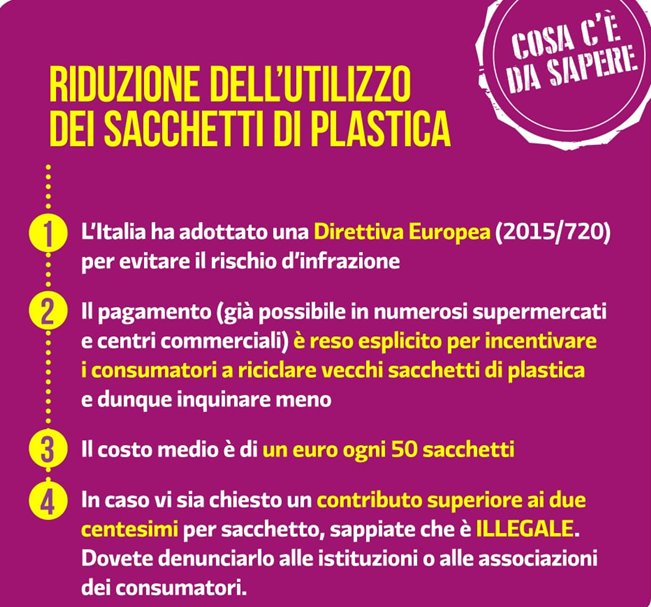 COSA C'È
DA SAPERE
RIDUZIONE DELL'UTILIZZO
DEI SACCHETTI DI PLASTICA
1 L'Italia ha adottato una Direttiva Europea (2015/720)
per evitare il rischio d'infrazione
2 Il pagamento (già possibile in numerosi supermercati
e centri commerciali) è reso esplicito per incentivare
i consumatori a riciclare vecchi sacchetti di plastica
e dunque inquinare meno
3 Il costo medio è di un euro ogni 50 sacchetti
4 In caso vi sia chiesto un contributo superiore ai due
centesimi per sacchetto, sappiate che è ILLEGALE.
Dovete denunciarlo alle istituzioni o alle associazioni
dei consumatori.